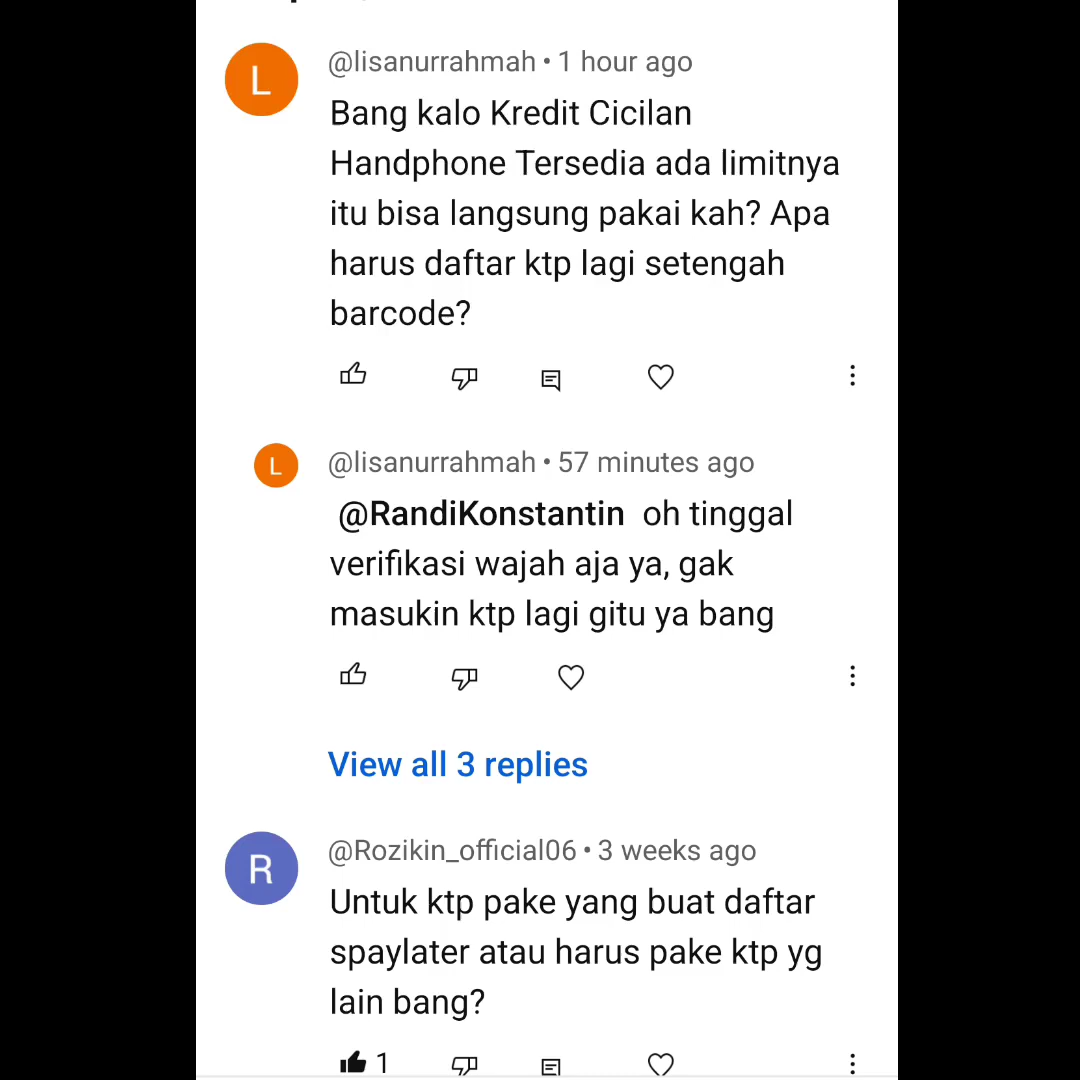 L
@lisanurrahmah • 1 hour ago
Bang kalo Kredit Cicilan
Handphone Tersedia ada limitnya
itu bisa langsung pakai kah? Apa
harus daftar ktp lagi setengah
barcode?
L
@lisanurrahmah • 57 minutes ago
@RandiKonstantin oh tinggal
verifikasi wajah aja ya, gak
masukin ktp lagi gitu ya bang
View all 3 replies
R
@Rozikin_official06 • 3 weeks ago
Untuk ktp pake yang buat daftar
spaylater atau harus pake ktp yg
lain bang?
1